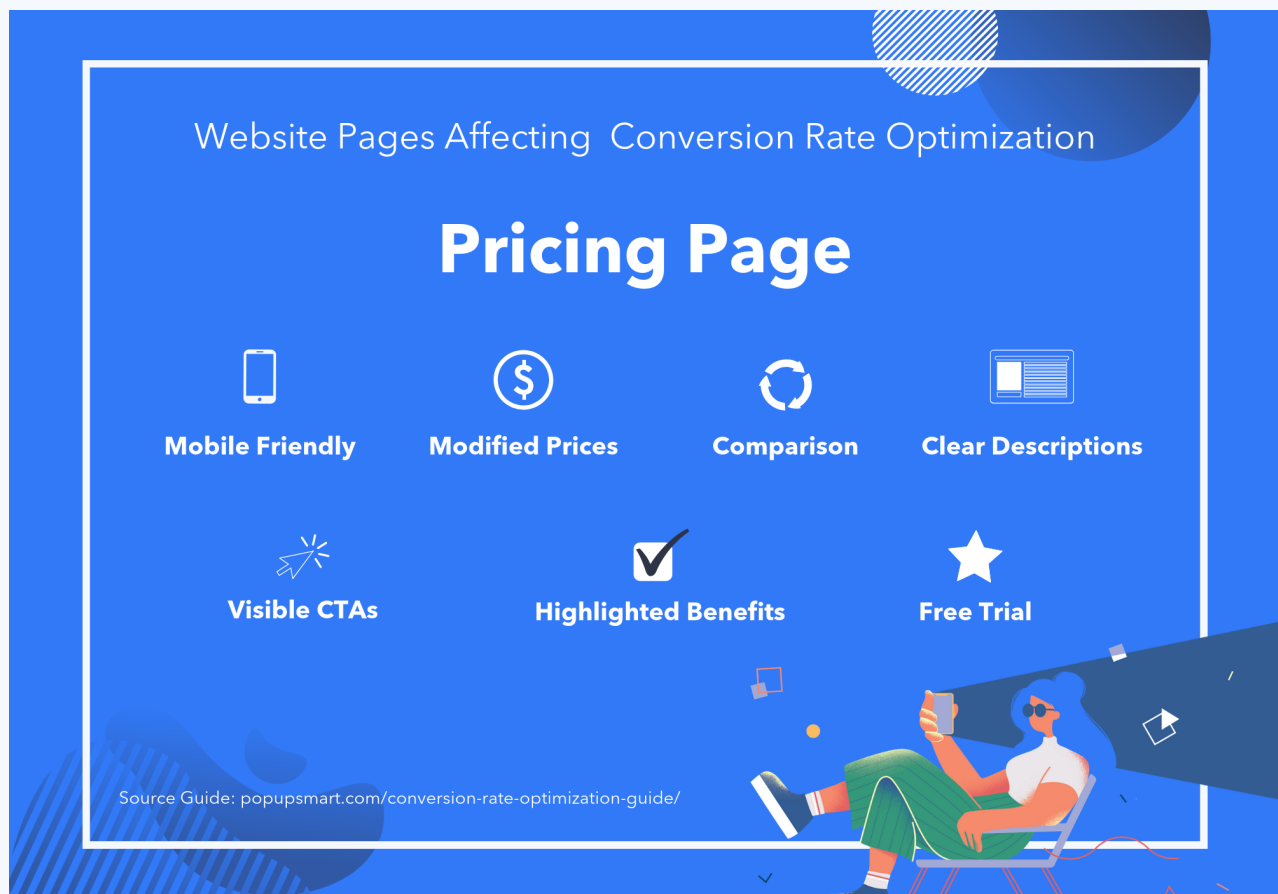 Website Pages Affecting Conversion Rate Optimization
Pricing Page
Mobile Friendly
Modified Prices
Comparison
Clear Descriptions
Visible CTAs
Highlighted Benefits
Free Trial
Source Guide: popupsmart.com/conversion-rate-optimization-guide/